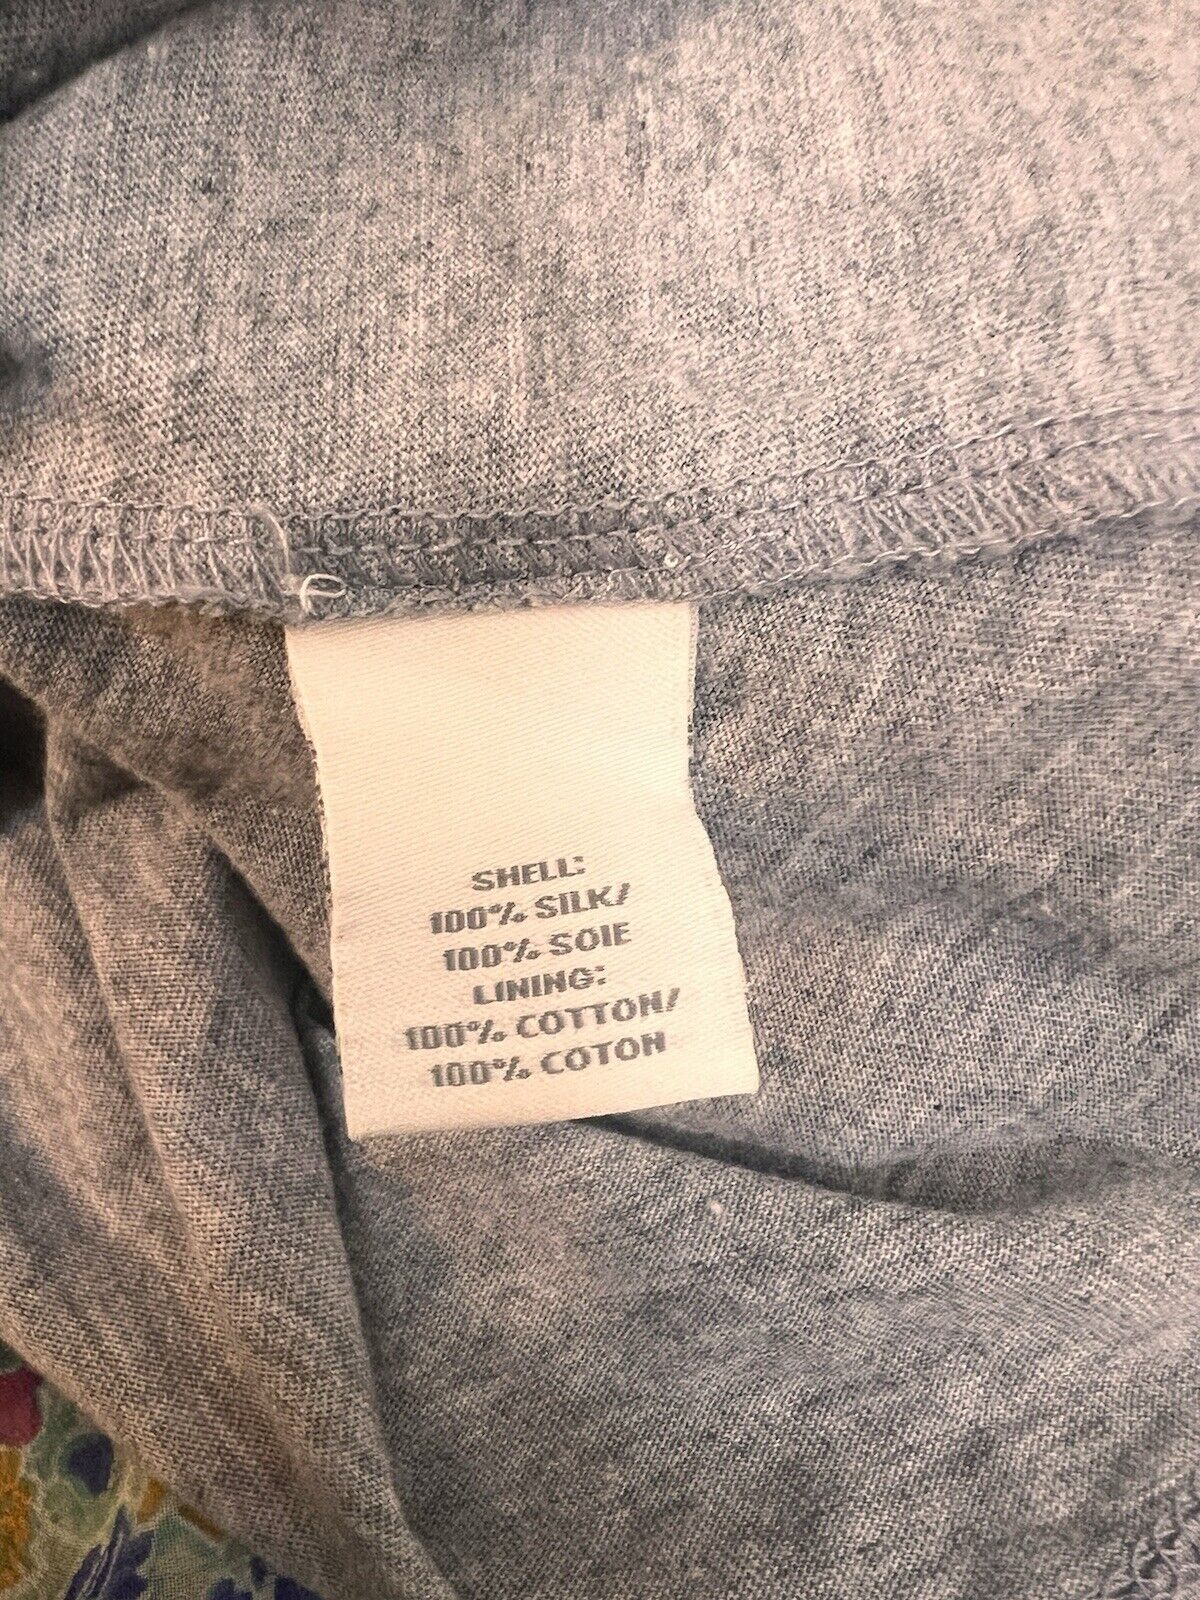 SHELL:
100% SILK/
100% SOIE
LINING:
100% COTTON/
100% COTON